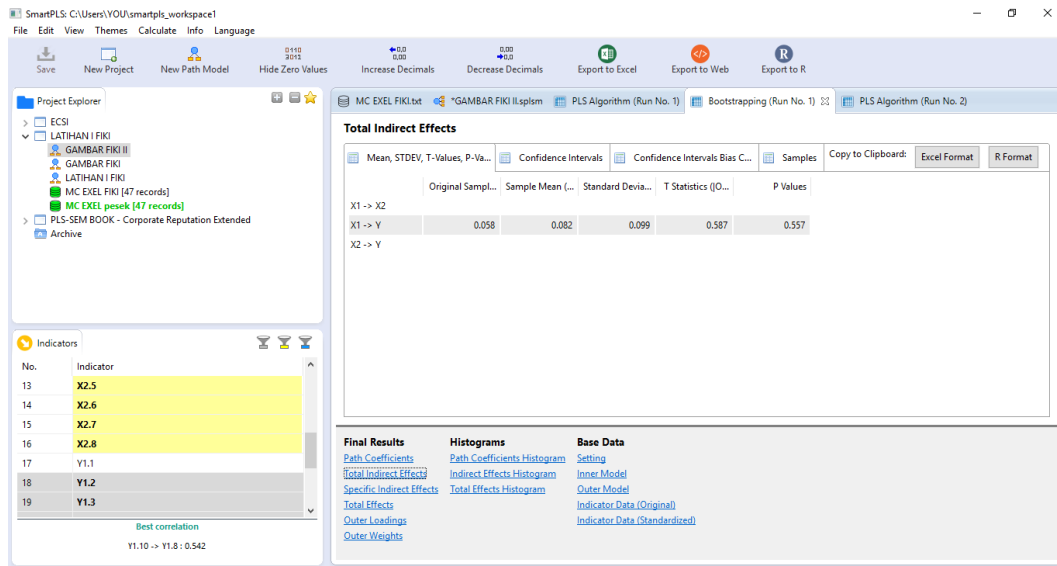 SmartPLS: C:\Users\YOU\smartpls_workspace1
File Edit View Themes Calculate Info Language
Save New Project New Path Model Hide Zero Values Increase Decimals Decrease Decimals Export to Excel Export to Web Export to R
Project Explorer
ECSI
LATIHAN I FIKI
GAMBAR FIKI II
GAMBAR FIKI
LATIHAN I FIKI
MC EXEL FIKI [47 records]
MC EXEL pesek [47 records]
PLS-SEM BOOK - Corporate Reputation Extended
Archive
Indicators
No. Indicator
13 X2.5
14 X2.6
15 X2.7
16 X2.8
17 Y1.1
18 Y1.2
19 Y1.3
Best correlation
Y1.10 -> Y1.8 : 0.542
MC EXEL FIKI.txt *GAMBAR FIKI II.splsm PLS Algorithm (Run No. 1) Bootstrapping (Run No. 1) PLS Algorithm (Run No. 2)
Total Indirect Effects
Mean, STDEV, T-Values, P-Va... Confidence Intervals Confidence Intervals Bias C... Samples Copy to Clipboard: Excel Format R Format
Original Sampl... Sample Mean (... Standard Devia... T Statistics (|O... P Values
X1 -> X2
X1 -> Y 0.058 0.082 0.099 0.587 0.557
X2 -> Y
Final Results Histograms Base Data
Path Coefficients Path Coefficients Histogram Setting
Total Indirect Effects Indirect Effects Histogram Inner Model
Specific Indirect Effects Total Effects Histogram Outer Model
Total Effects Indicator Data (Original)
Outer Loadings Indicator Data (Standardized)
Outer Weights